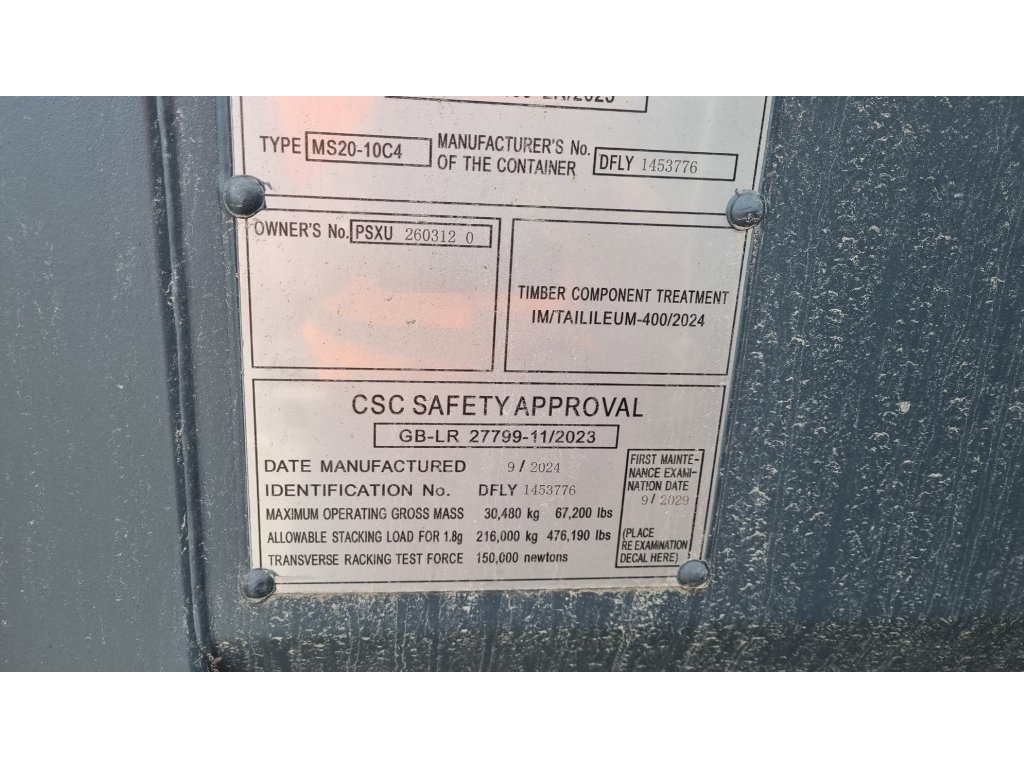 2023
TYPE MS20-10C4 MANUFACTURER'S No.
OF THE CONTAINER DFLY 1453776
OWNER'S No. PSXU 260312 0
TIMBER COMPONENT TREATMENT
IM/TAILILEUM-400/2024
CSC SAFETY APPROVAL
GB-LR 27799-11/2023
DATE MANUFACTURED 9/2024
IDENTIFICATION No. DFLY 1453776
MAXIMUM OPERATING GROSS MASS 30,480 kg 67,200 lbs
ALLOWABLE STACKING LOAD FOR 1.8g 216,000 kg 476,190 lbs
TRANSVERSE RACKING TEST FORCE 150,000 newtons
FIRST MAINTE-
NANCE EXAMI-
NATION DATE
9/2029
(PLACE
RE EXAMINATION
DECAL HERE)